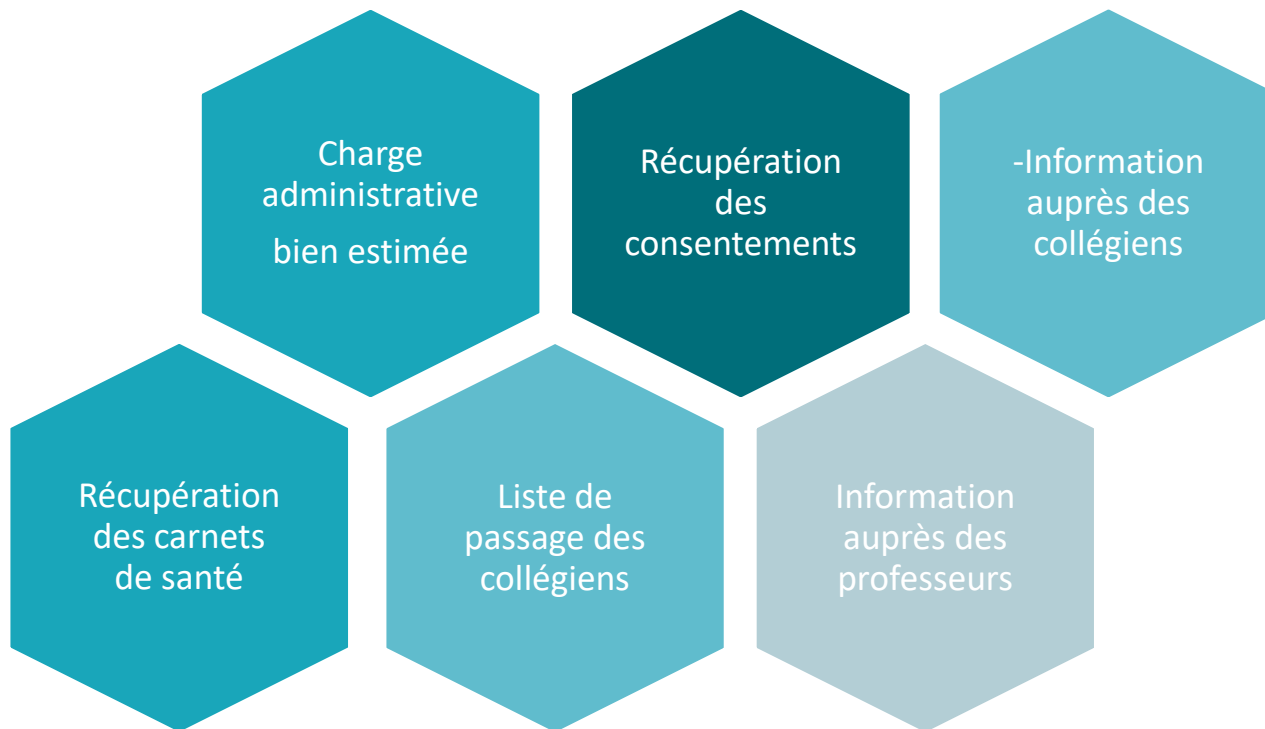 Charge
administrative
bien estimée
Récupération
des
consentements
-Information
auprès des
collégiens
Récupération
des carnets
de santé
Liste de
passage des
collégiens
Information
auprès des
professeurs